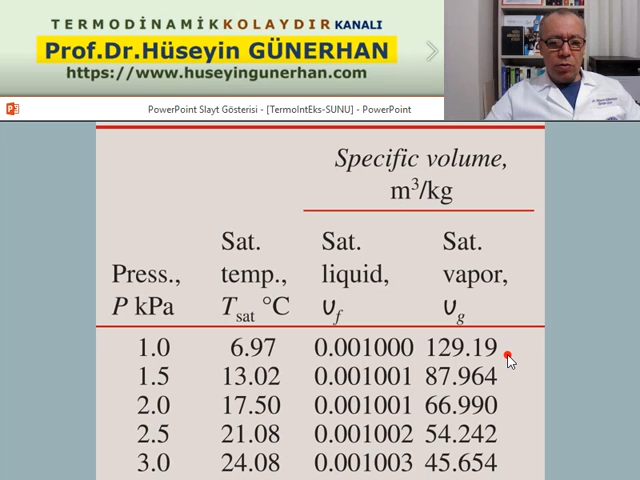 TERMODİNAMİKKOLAYDIR KANALI
Prof.Dr.Hüseyin GÜNERHAN
https://www.huseyingunerhan.com
PowerPoint Slayt Gösterisi - [TermoIntEks-SUNU] - PowerPoint
Specific volume,
m³/kg
Press., P kPa
Sat. temp., Tsat °C
Sat. liquid, υf
Sat. vapor, υg
1.0 6.97 0.001000 129.19
1.5 13.02 0.001001 87.964
2.0 17.50 0.001001 66.990
2.5 21.08 0.001002 54.242
3.0 24.08 0.001003 45.654